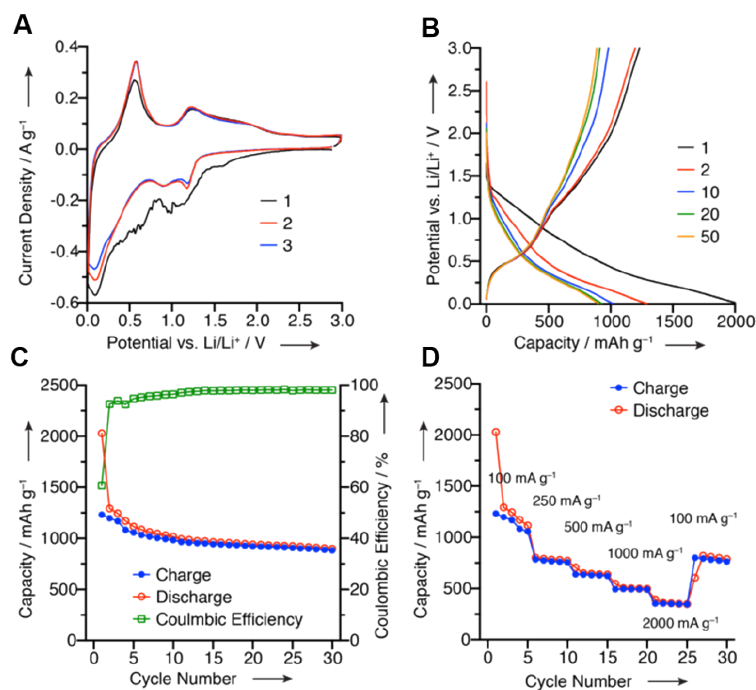 A
0.4
0.2
0.0
-0.2
-0.4
-0.6
Current Density / A g⁻¹
1
2
3
0.0 0.5 1.0 1.5 2.0 2.5 3.0
Potential vs. Li/Li⁺ / V
B
3.0
2.5
2.0
1.5
1.0
0.5
0.0
Potential vs. Li/Li⁺ / V
1
2
10
20
50
0 500 1000 1500 2000
Capacity / mAh g⁻¹
C
2500
2000
1500
1000
500
0
Capacity / mAh g⁻¹
100
80
60
40
20
0
Coulombic Efficiency / %
Charge
Discharge
Coulmbic Efficiency
0 5 10 15 20 25 30
Cycle Number
D
2500
2000
1500
1000
500
0
Capacity / mAh g⁻¹
Charge
Discharge
100 mA g⁻¹
250 mA g⁻¹
500 mA g⁻¹
1000 mA g⁻¹
100 mA g⁻¹
2000 mA g⁻¹
0 5 10 15 20 25 30
Cycle Number